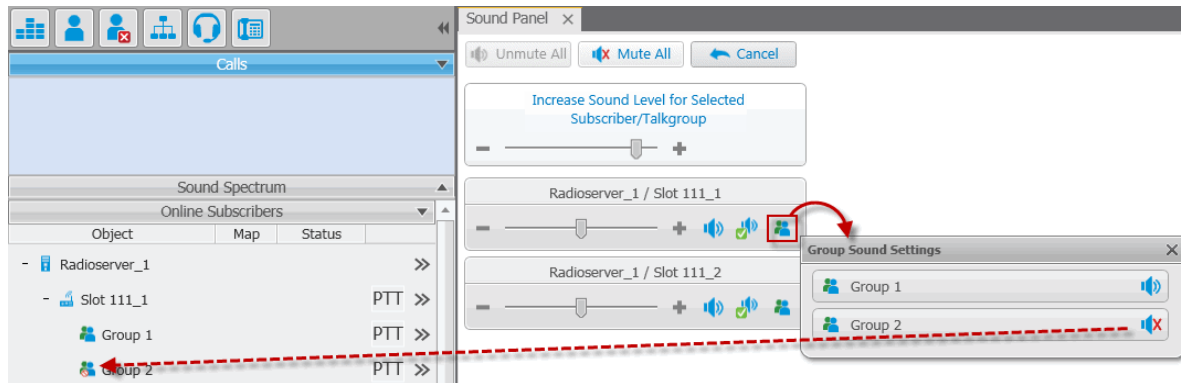 Calls
Sound Spectrum
Online Subscribers
Object Map Status
- Radioserver_1
- Slot 111_1 PTT
Group 1 PTT
Group 2 PTT
Sound Panel
Unmute All Mute All Cancel
Increase Sound Level for Selected
Subscriber/Talkgroup
Radioserver_1 / Slot 111_1
Radioserver_1 / Slot 111_2
Group Sound Settings
Group 1
Group 2